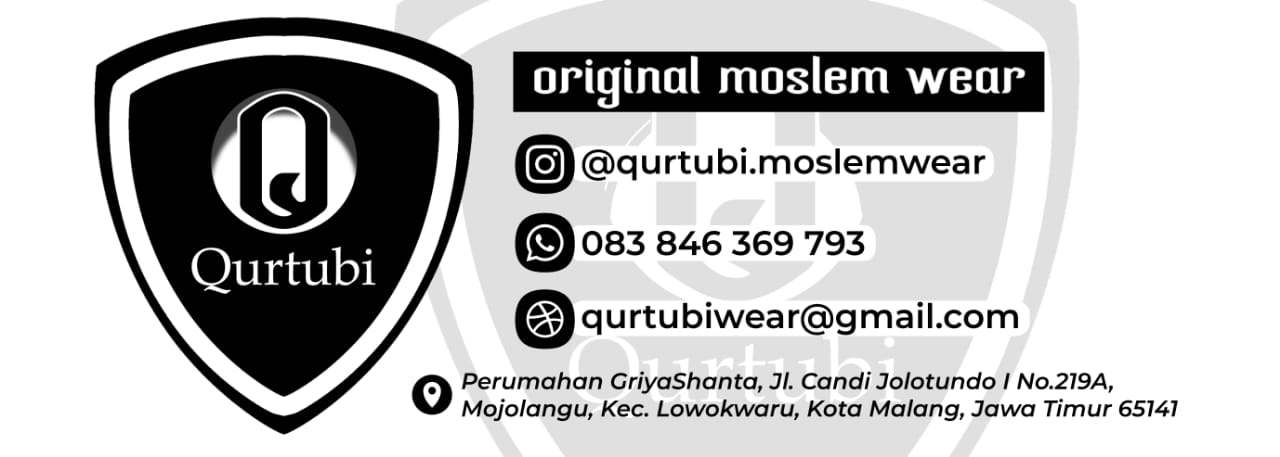 Qurtubi
original moslem wear
@qurtubi.moslemwear
083 846 369 793
qurtubiwear@gmail.com
Perumahan GriyaShanta, Jl. Candi Jolotundo I No.219A,
Mojolangu, Kec. Lowokwaru, Kota Malang, Jawa Timur 65141
Qurtubi